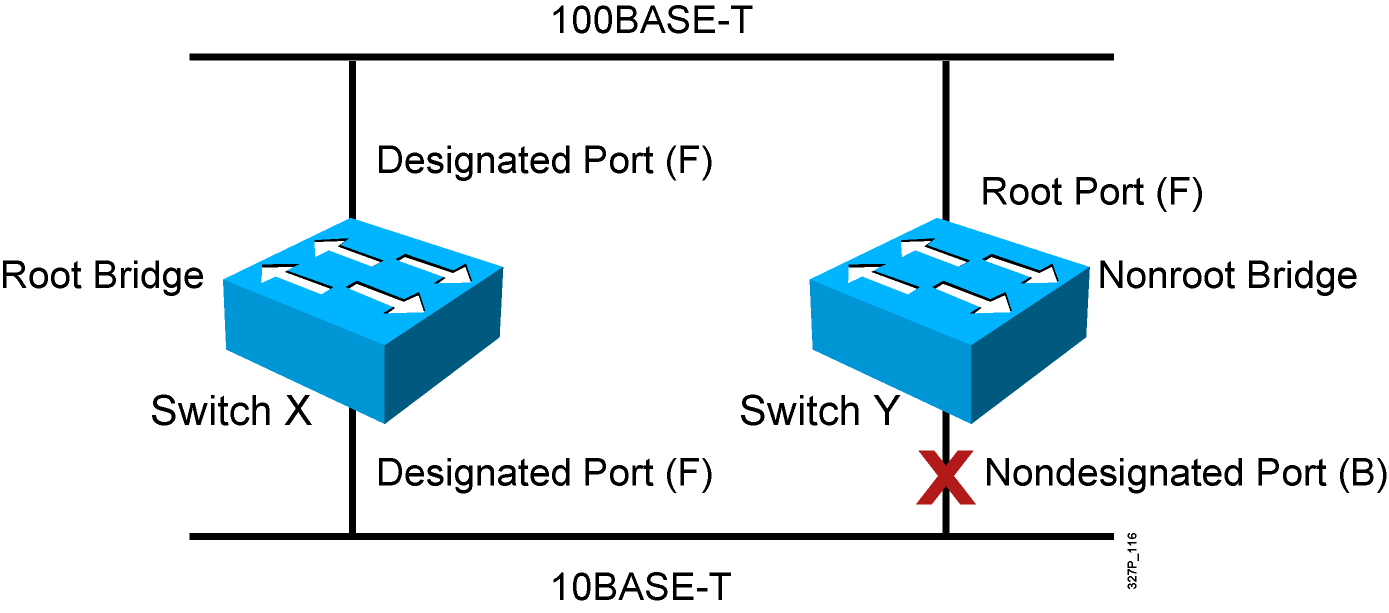 100BASE-T
Designated Port (F)
Root Port (F)
Root Bridge
Nonroot Bridge
Switch X
Switch Y
Designated Port (F)
X Nondesignated Port (B)
10BASE-T
327P_116